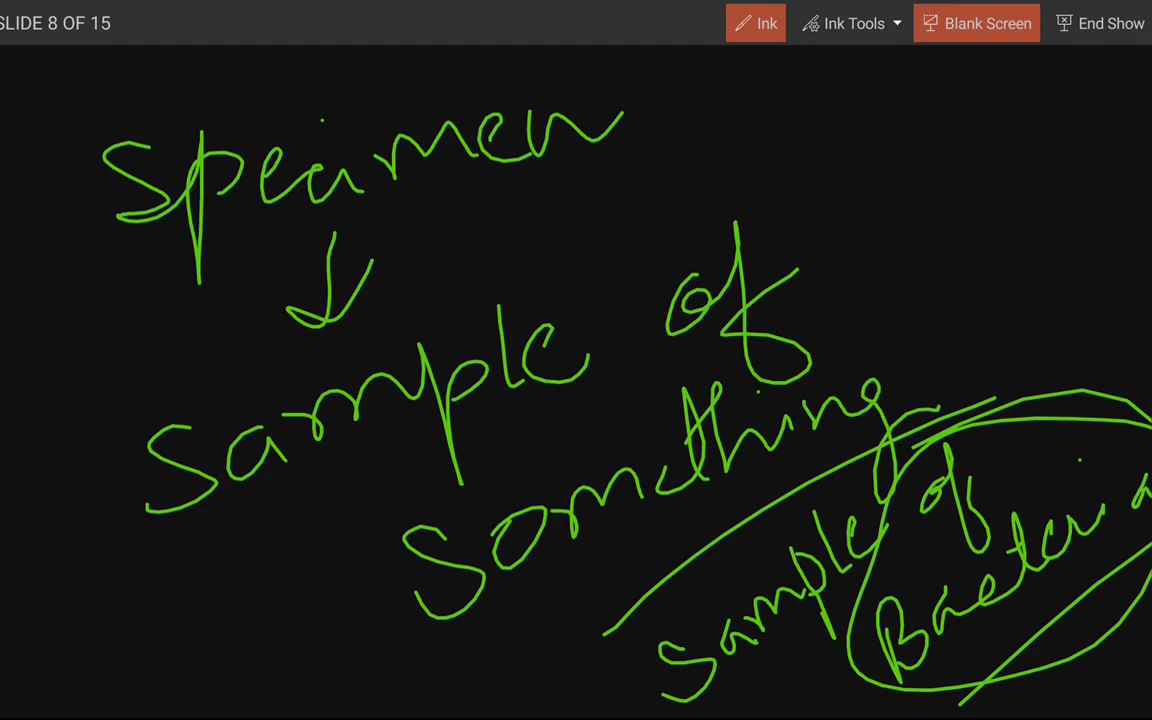 SLIDE 8 OF 15 Ink Ink Tools Blank Screen End Show
Specimen
Sample of
Something
Sample of
Bacteria